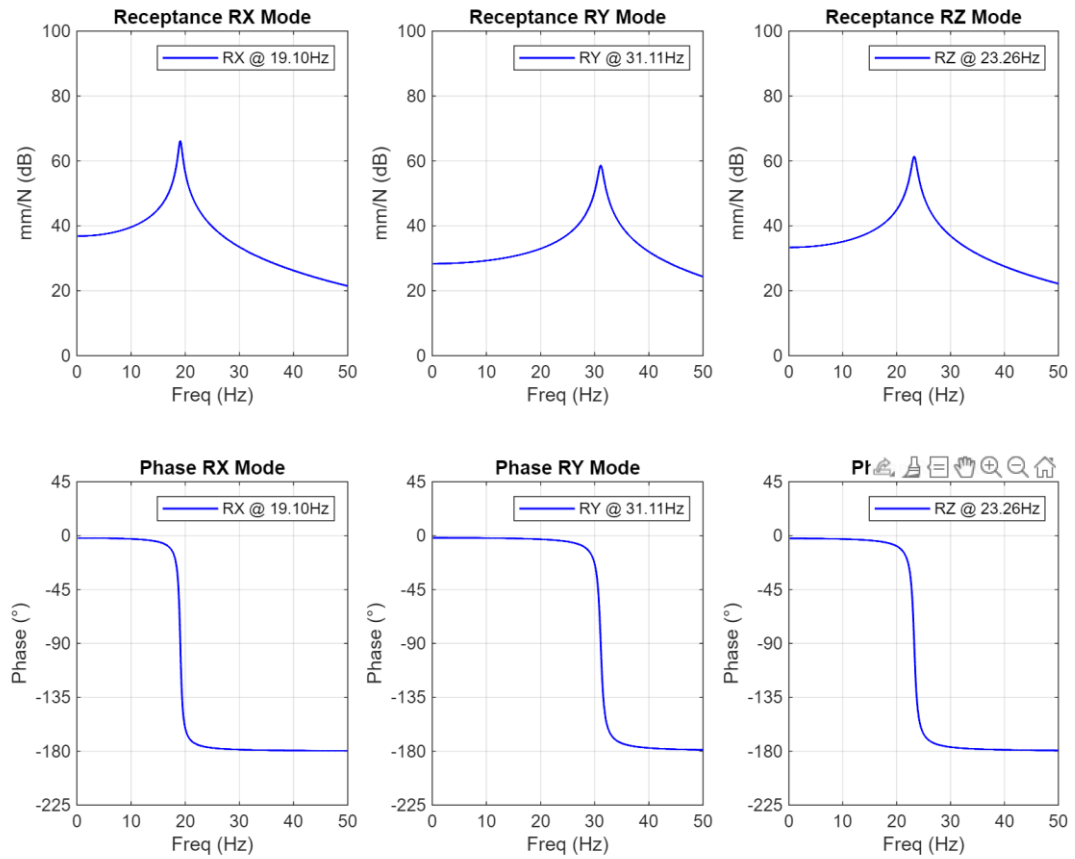 Receptance RX Mode
100
80
60
40
20
0
mm/N (dB)
RX @ 19.10Hz
0 10 20 30 40 50
Freq (Hz)
Receptance RY Mode
100
80
60
40
20
0
mm/N (dB)
RY @ 31.11Hz
0 10 20 30 40 50
Freq (Hz)
Receptance RZ Mode
100
80
60
40
20
0
mm/N (dB)
RZ @ 23.26Hz
0 10 20 30 40 50
Freq (Hz)
Phase RX Mode
45
0
-45
-90
-135
-180
-225
Phase (°)
RX @ 19.10Hz
0 10 20 30 40 50
Freq (Hz)
Phase RY Mode
45
0
-45
-90
-135
-180
-225
Phase (°)
RY @ 31.11Hz
0 10 20 30 40 50
Freq (Hz)
45
0
-45
-90
-135
-180
-225
Phase (°)
RZ @ 23.26Hz
0 10 20 30 40 50
Freq (Hz)